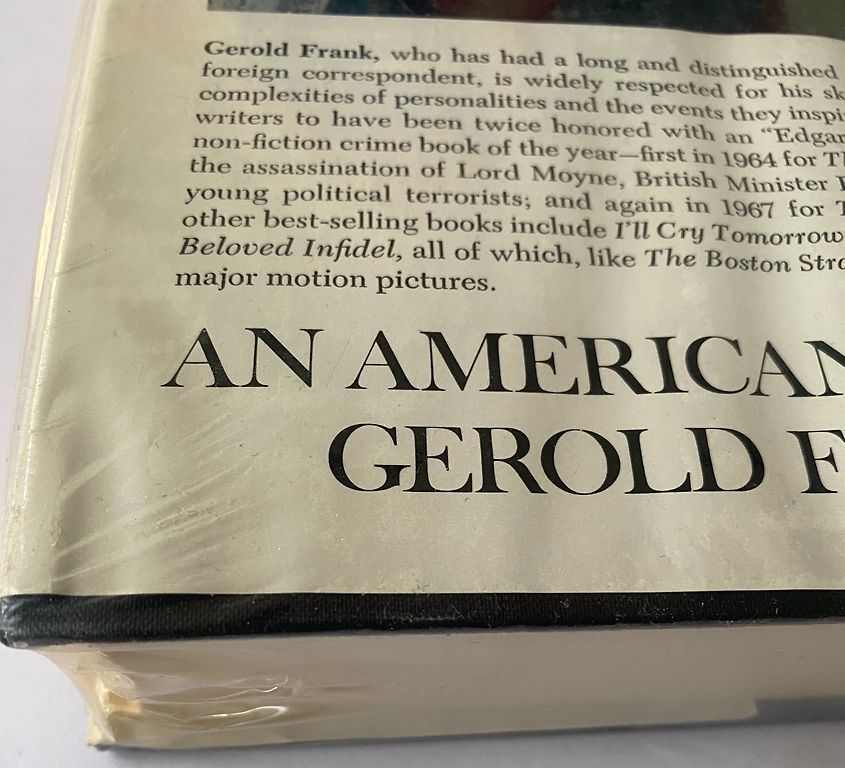 Gerold Frank, who has had a long and distinguished
foreign correspondent, is widely respected for his sk
complexities of personalities and the events they inspi
writers to have been twice honored with an “Edgar
non-fiction crime book of the year—first in 1964 for Th
the assassination of Lord Moyne, British Minister
young political terrorists; and again in 1967 for T
other best-selling books include I'll Cry Tomorrow
Beloved Infidel, all of which, like The Boston Stra
major motion pictures.
AN AMERICAN
GEROLD F